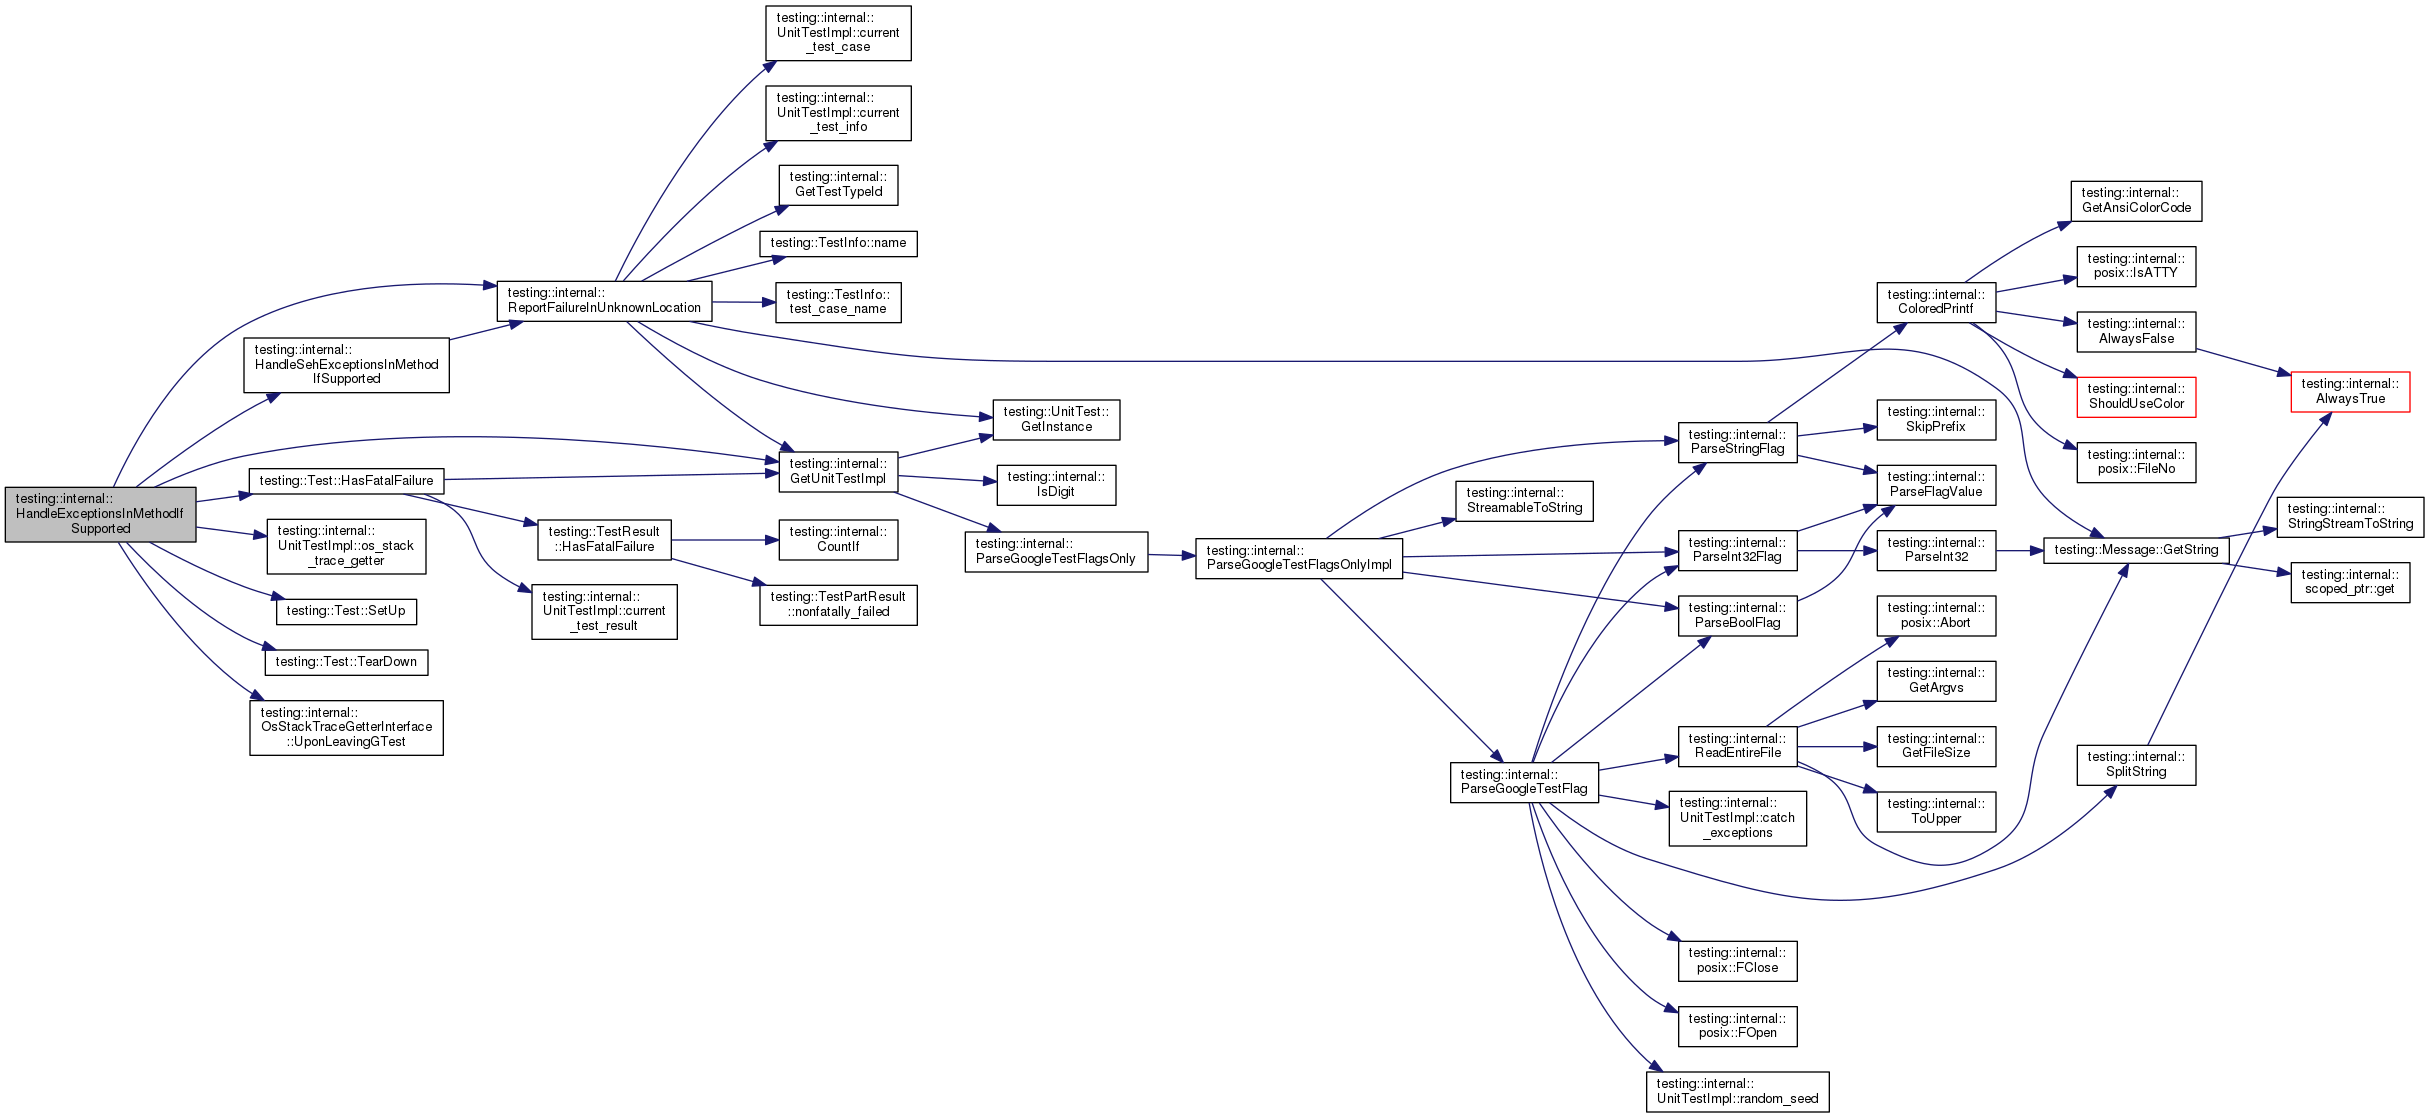 testing::internal::
HandleExceptionsInMethodIf
Supported
testing::internal::
HandleSehExceptionsInMethod
IfSupported
testing::Test::HasFatalFailure
testing::internal::
UnitTestImpl::os_stack
_trace_getter
testing::Test::SetUp
testing::Test::TearDown
testing::internal::
OsStackTraceGetterInterface
::UponLeavingGTest
testing::internal::
ReportFailureInUnknownLocation
testing::TestResult
::HasFatalFailure
testing::internal::
UnitTestImpl::current
_test_result
testing::internal::
UnitTestImpl::current
_test_case
testing::internal::
UnitTestImpl::current
_test_info
testing::internal::
GetTestTypeId
testing::TestInfo::name
testing::TestInfo::
test_case_name
testing::internal::
GetUnitTestImpl
testing::internal::
CountIf
testing::TestPartResult
::nonfatally_failed
testing::UnitTest::
GetInstance
testing::internal::
IsDigit
testing::internal::
ParseGoogleTestFlagsOnly
testing::internal::
ParseGoogleTestFlagsOnlyImpl
testing::internal::
StreamableToString
testing::internal::
ParseGoogleTestFlag
testing::internal::
ParseStringFlag
testing::internal::
ParseInt32Flag
testing::internal::
ParseBoolFlag
testing::internal::
ReadEntireFile
testing::internal::
UnitTestImpl::catch
_exceptions
testing::internal::
posix::FClose
testing::internal::
posix::FOpen
testing::internal::
UnitTestImpl::random_seed
testing::internal::
ColoredPrintf
testing::internal::
SkipPrefix
testing::internal::
ParseFlagValue
testing::internal::
ParseInt32
testing::internal::
posix::Abort
testing::internal::
GetArgvs
testing::internal::
GetFileSize
testing::internal::
ToUpper
testing::internal::
GetAnsiColorCode
testing::internal::
posix::IsATTY
testing::internal::
AlwaysFalse
testing::internal::
ShouldUseColor
testing::internal::
posix::FileNo
testing::Message::GetString
testing::internal::
SplitString
testing::internal::
AlwaysTrue
testing::internal::
StringStreamToString
testing::internal::
scoped_ptr::get